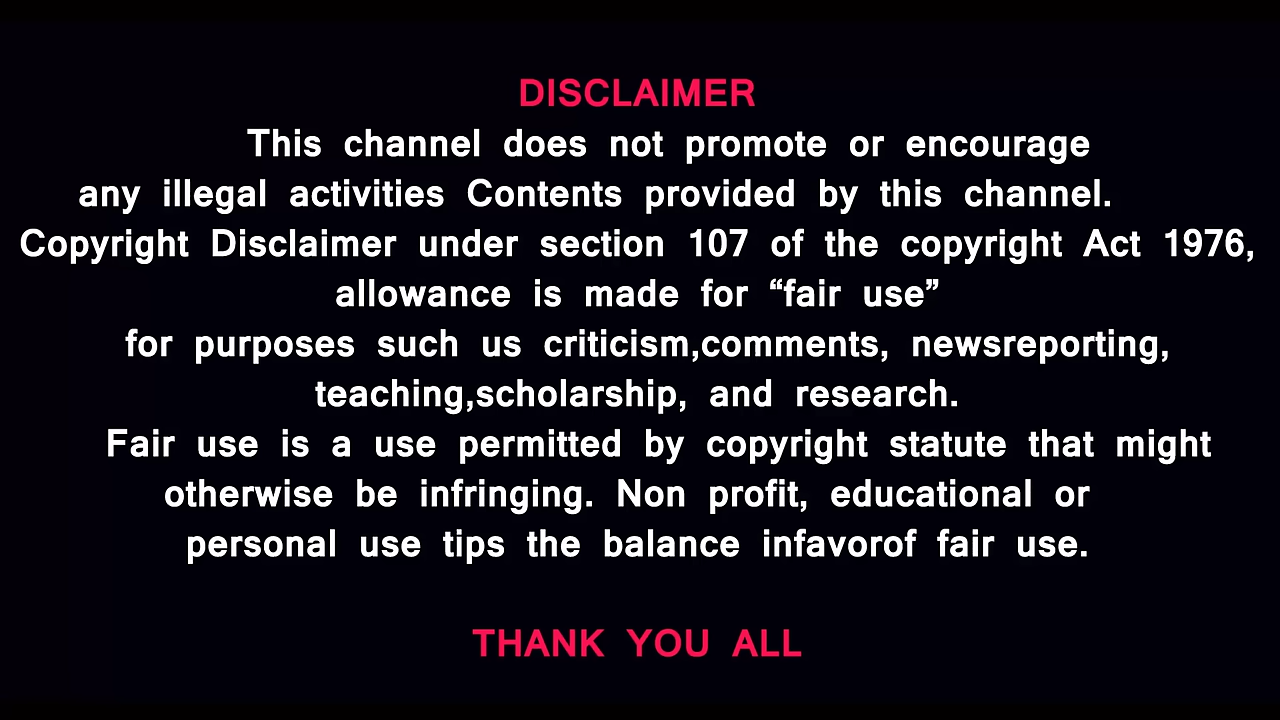 DISCLAIMER
This channel does not promote or encourage
any illegal activities Contents provided by this channel.
Copyright Disclaimer under section 107 of the copyright Act 1976,
allowance is made for “fair use”
for purposes such us criticism,comments, newsreporting,
teaching,scholarship, and research.
Fair use is a use permitted by copyright statute that might
otherwise be infringing. Non profit, educational or
personal use tips the balance infavorof fair use.
THANK YOU ALL